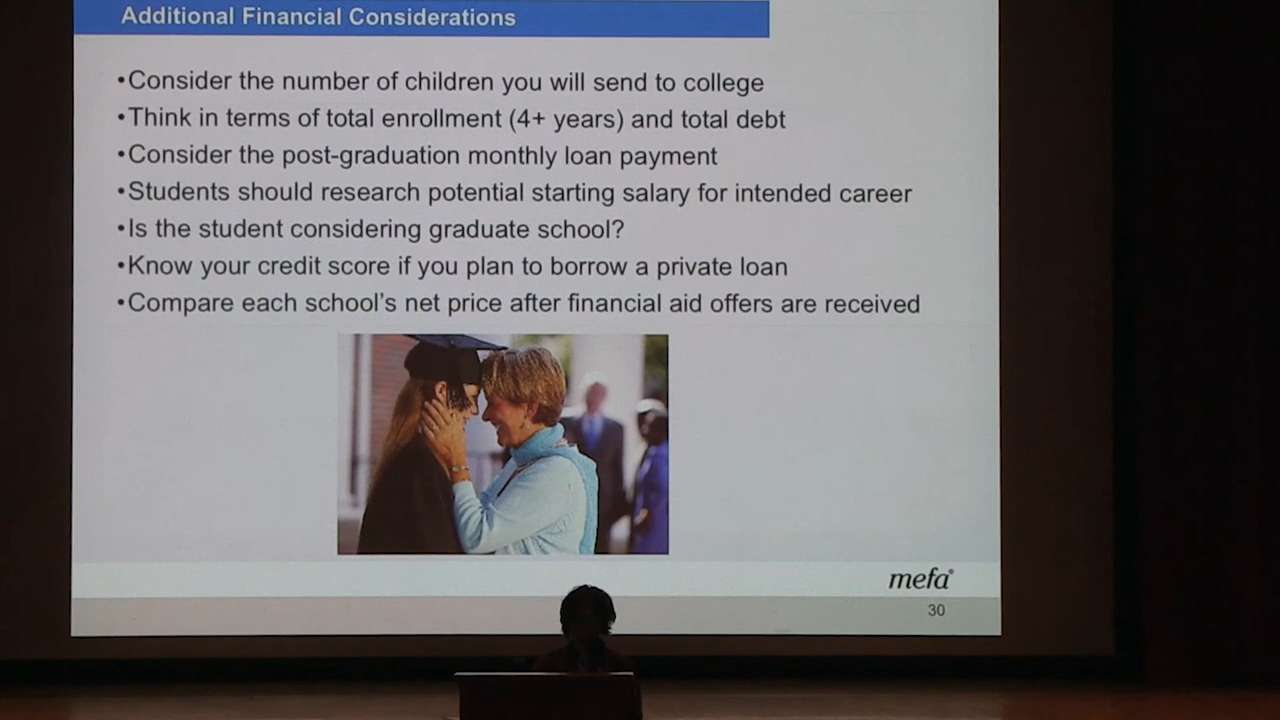 Additional Financial Considerations
•Consider the number of children you will send to college
•Think in terms of total enrollment (4+ years) and total debt
•Consider the post-graduation monthly loan payment
•Students should research potential starting salary for intended career
•Is the student considering graduate school?
•Know your credit score if you plan to borrow a private loan
•Compare each school’s net price after financial aid offers are received
mefa®
30